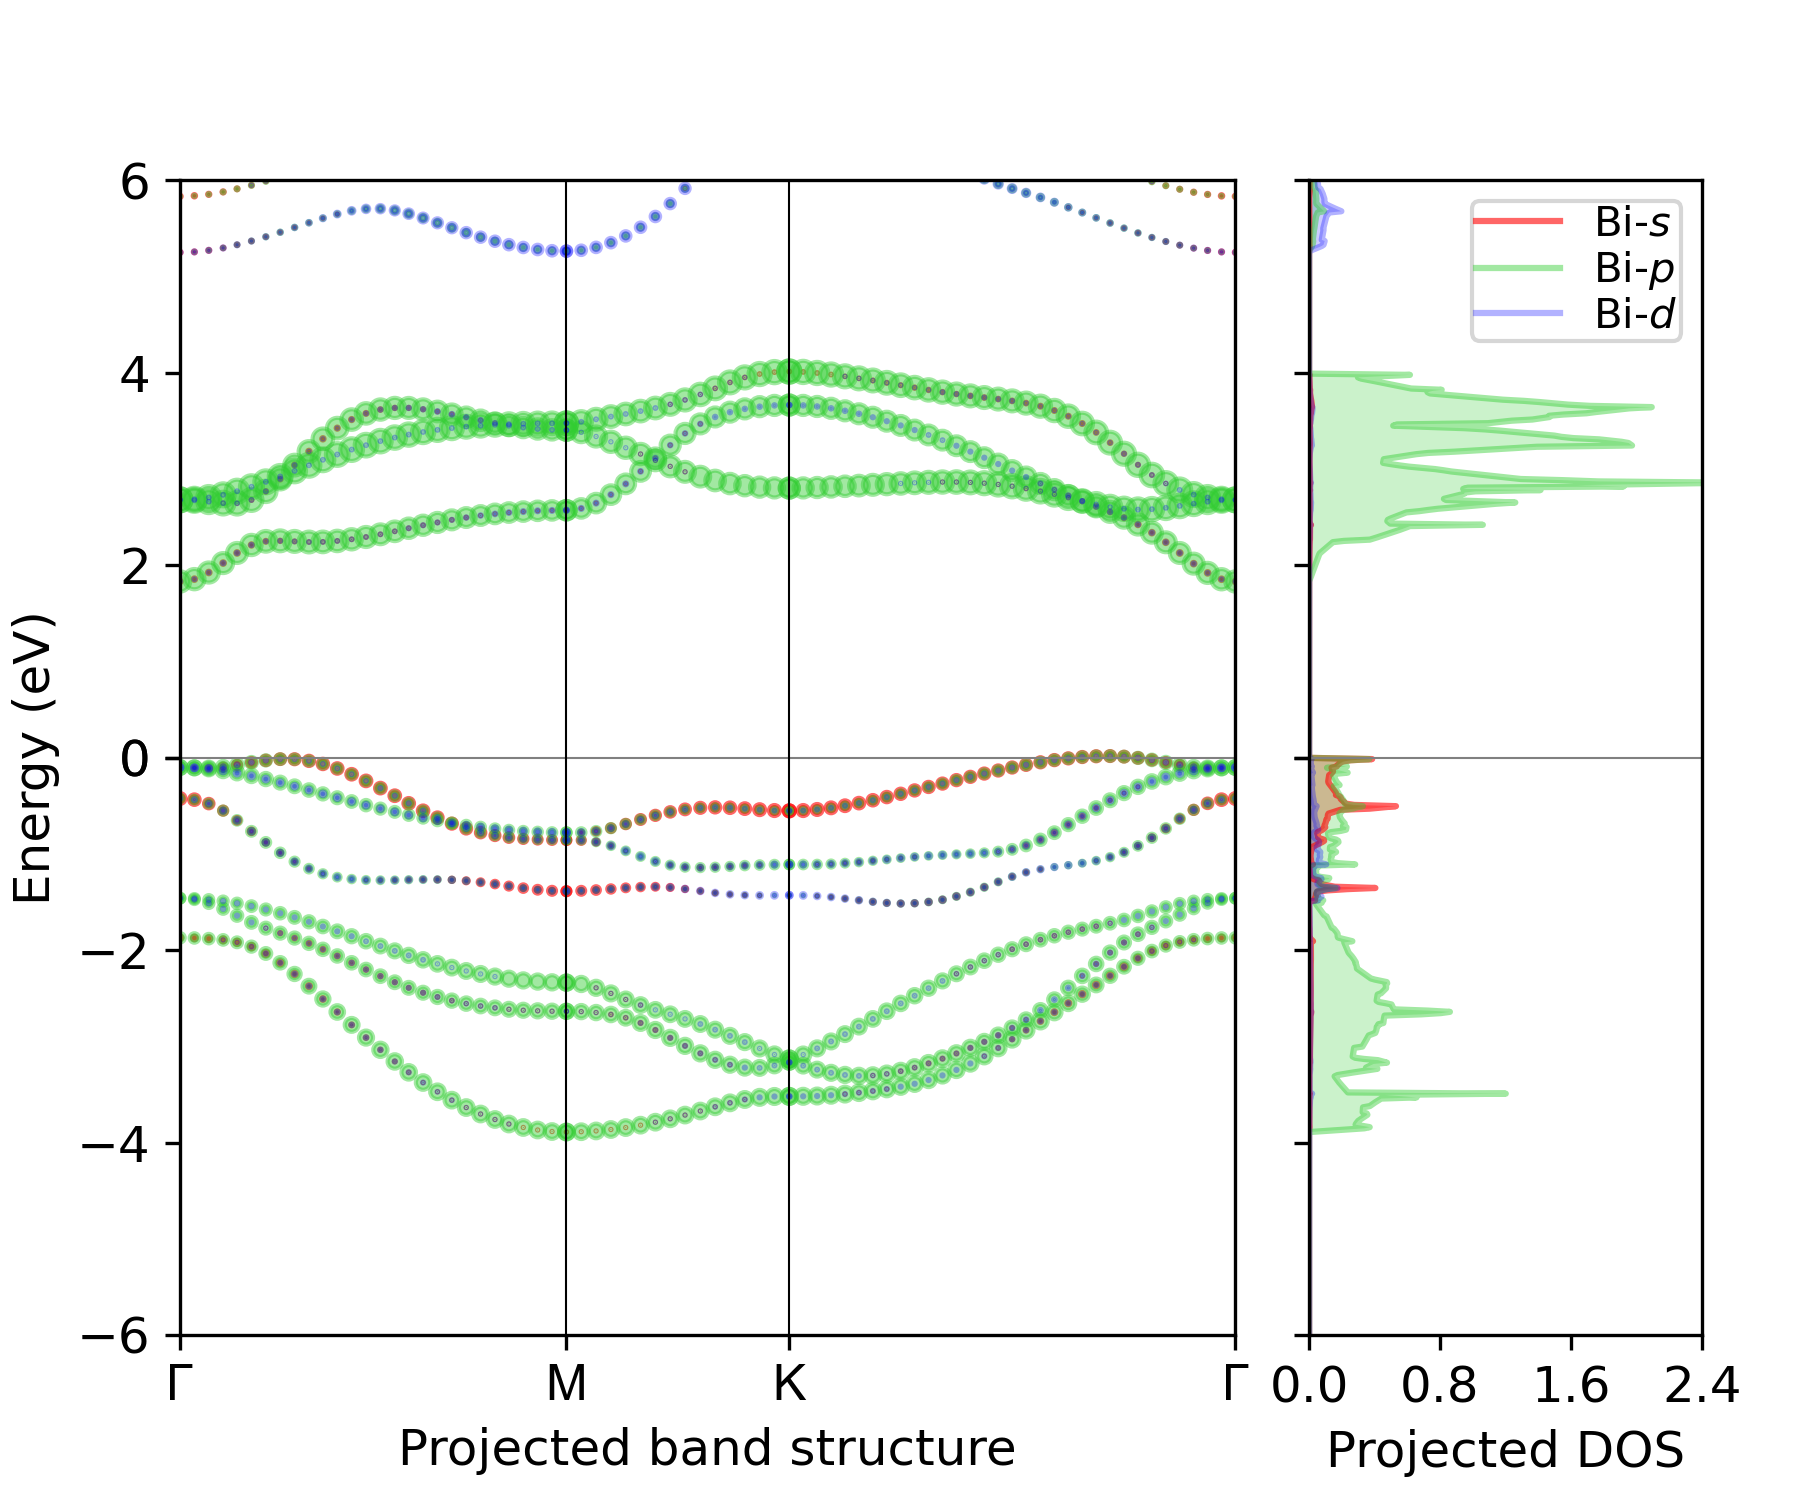 6
4
2
0
−2
−4
−6
Energy (eV)
Γ M K Γ
Projected band structure
Bi-s
Bi-p
Bi-d
0.0 0.8 1.6 2.4
Projected DOS